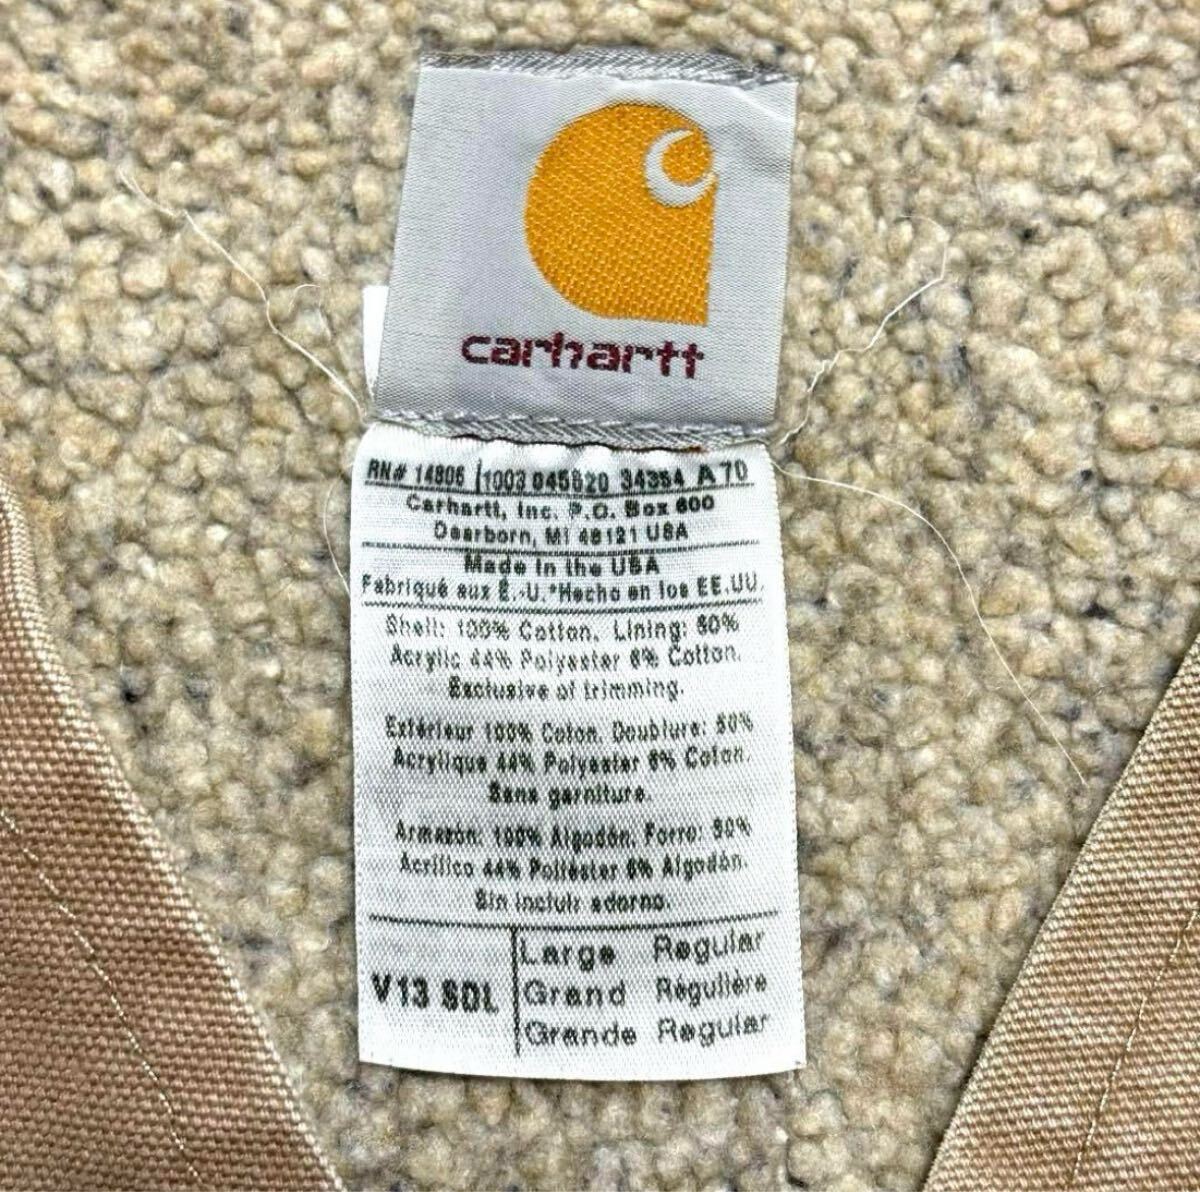 carhartt
RN# 14806 1003 045820 34354 A 70
Carhartt, Inc. P.O. Box 600
Dearborn, MI 48121 USA
Made in the USA
Fabriqué aux É.-U.*Hecho en los EE.UU.
Shell: 100% Cotton. Lining: 50%
Acrylic 44% Polyester 6% Cotton.
Exclusive of trimming.
Extérieur 100% Coton. Doublure: 50%
Acrylique 44% Polyester 6% Coton.
Sans garniture.
Armazón: 100% Algodón. Forro: 50%
Acrílico 44% Poliéster 6% Algodón.
Sin incluir adorno.
V13 SDL
Large Regular
Grand Régulière
Grande Regular